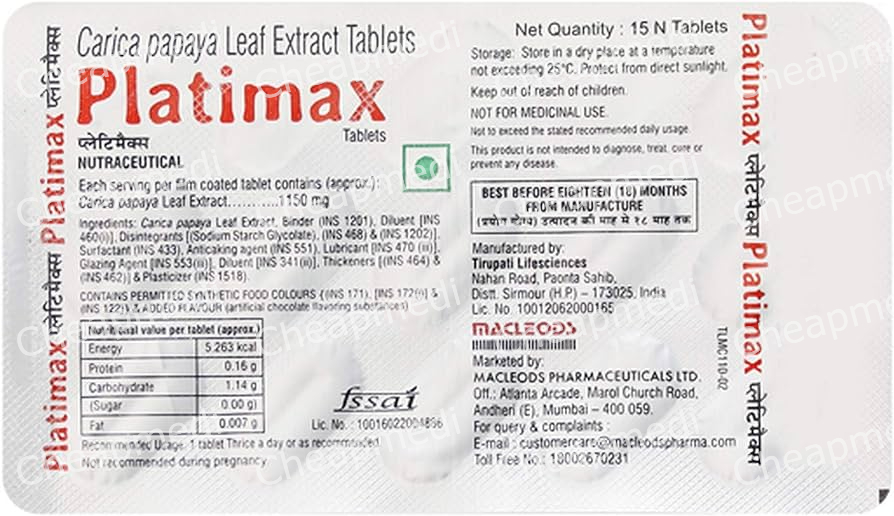 Carica papaya Leaf Extract Tablets
Platimax
Tablets
प्लेटिमैक्स
NUTRACEUTICAL
Each serving per film coated tablet contains (approx.):
Carica papaya Leaf Extract...........1150 mg
Ingredients: Carica papaya Leaf Extract, Binder (INS 1201), Diluent [INS
460(i)], Disintegrants [(Sodium Starch Glycolate), (INS 468) & (INS 1202)],
Surfactant (INS 433), Anticaking agent (INS 551), Lubricant [INS 470 (iii)],
Glazing Agent [INS 553(iii)], Diluent [INS 341(ii)], Thickeners [(INS 464) &
(INS 462)] & Plasticizer (INS 1518).
CONTAINS PERMITTED SYNTHETIC FOOD COLOURS {(INS 171), [INS 172(ii)] &
(INS 122)} & ADDED FLAVOUR (artificial chocolate flavoring substances)
Nutritional value per tablet (approx.)
Energy 5.263 kcal
Protein 0.16 g
Carbohydrate 1.14 g
(Sugar 0.00 g)
Fat 0.007 g
fssai
Lic. No.: 10016022004896
Recommended Usage: 1 tablet Thrice a day or as recommended.
Not recommended during pregnancy.
Net Quantity : 15 N Tablets
Storage: Store in a dry place at a temperature
not exceeding 25°C. Protect from direct sunlight.
Keep out of reach of children.
NOT FOR MEDICINAL USE.
Not to exceed the stated recommended daily usage.
This product is not intended to diagnose, treat, cure or
prevent any disease.
BEST BEFORE EIGHTEEN (18) MONTHS
FROM MANUFACTURE
(प्रयोग योग्य) उत्पादन की माह से १८ माह तक
Manufactured by:
Tirupati Lifesciences
Nahan Road, Paonta Sahib,
Distt. Sirmour (H.P.) – 173025, India
Lic. No. 10012062000165
MACLEODS
Marketed by:
MACLEODS PHARMACEUTICALS LTD.
Off.: Atlanta Arcade, Marol Church Road,
Andheri (E), Mumbai – 400 059.
For query & complaints :
E-mail : customercare@macleodspharma.com
Toll Free No.: 18002670231
TLMC110-02
Platimax प्लेटिमैक्स Platimax प्लेटिमैक्स
Platimax प्लेटिमैक्स Platimax प्लेटिमैक्स
Cheapmedi